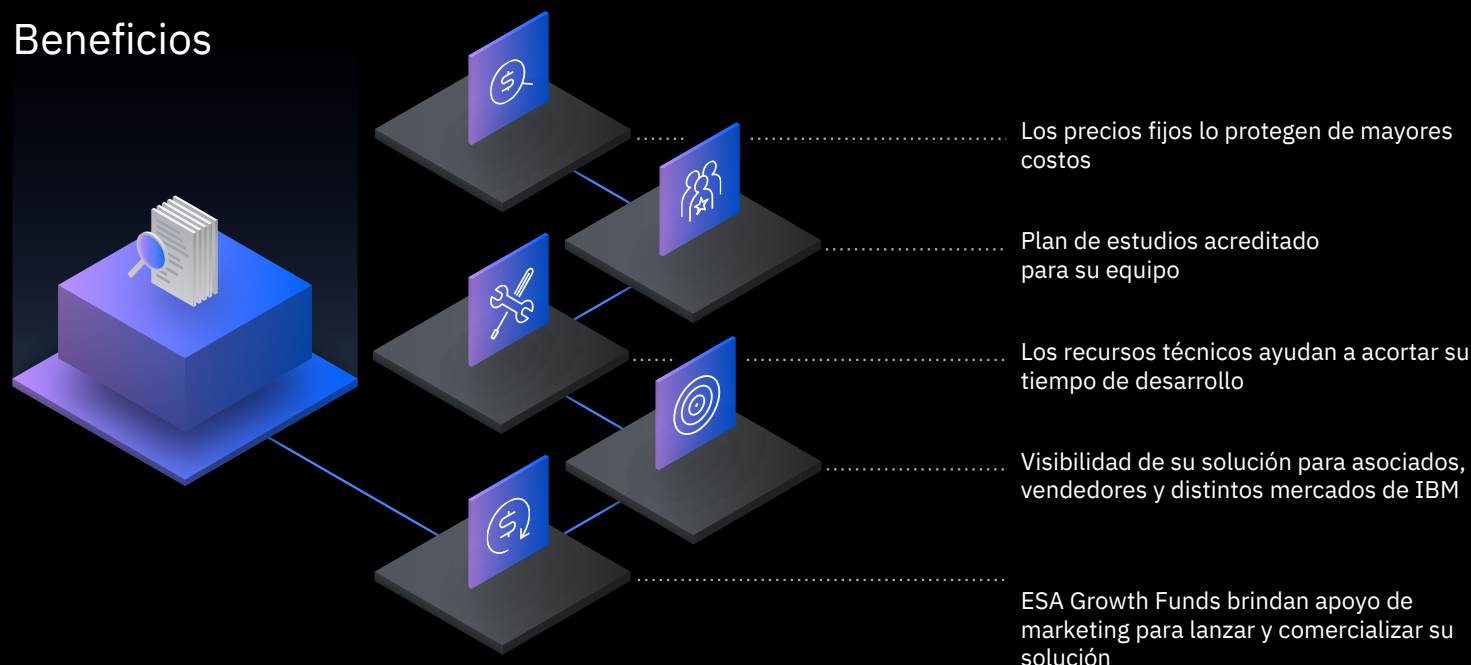 Beneficios
Los precios fijos lo protegen de mayores
costos
Plan de estudios acreditado
para su equipo
Los recursos técnicos ayudan a acortar su
tiempo de desarrollo
Visibilidad de su solución para asociados,
vendedores y distintos mercados de IBM
ESA Growth Funds brindan apoyo de
marketing para lanzar y comercializar su
solución